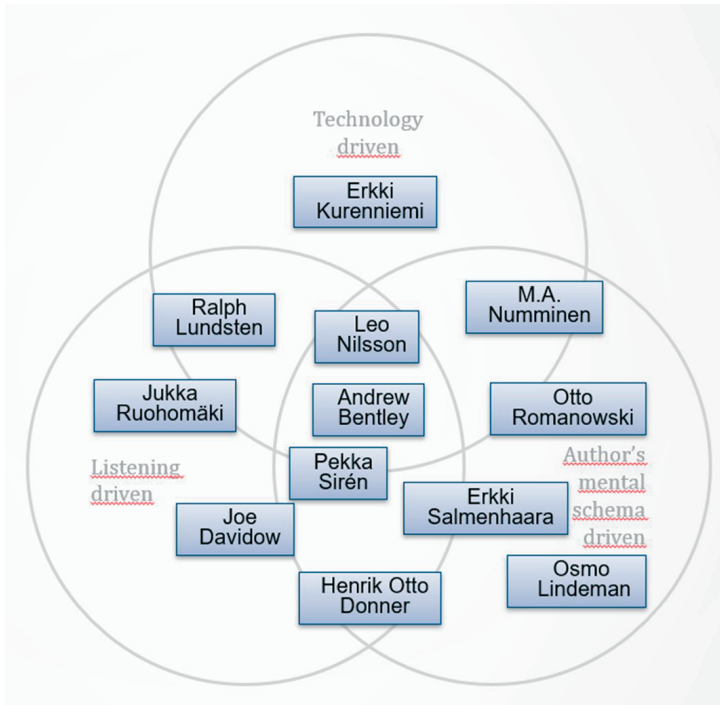 Technology
driven
Erkki
Kurenniemi
Ralph
Lundsten
Leo
Nilsson
M.A.
Numminen
Jukka
Ruohomäki
Andrew
Bentley
Otto
Romanowski
Listening
driven
Pekka
Sirén
Author's
mental
schema
driven
Joe
Davidow
Erkki
Salmenhaara
Henrik Otto
Donner
Osmo
Lindeman